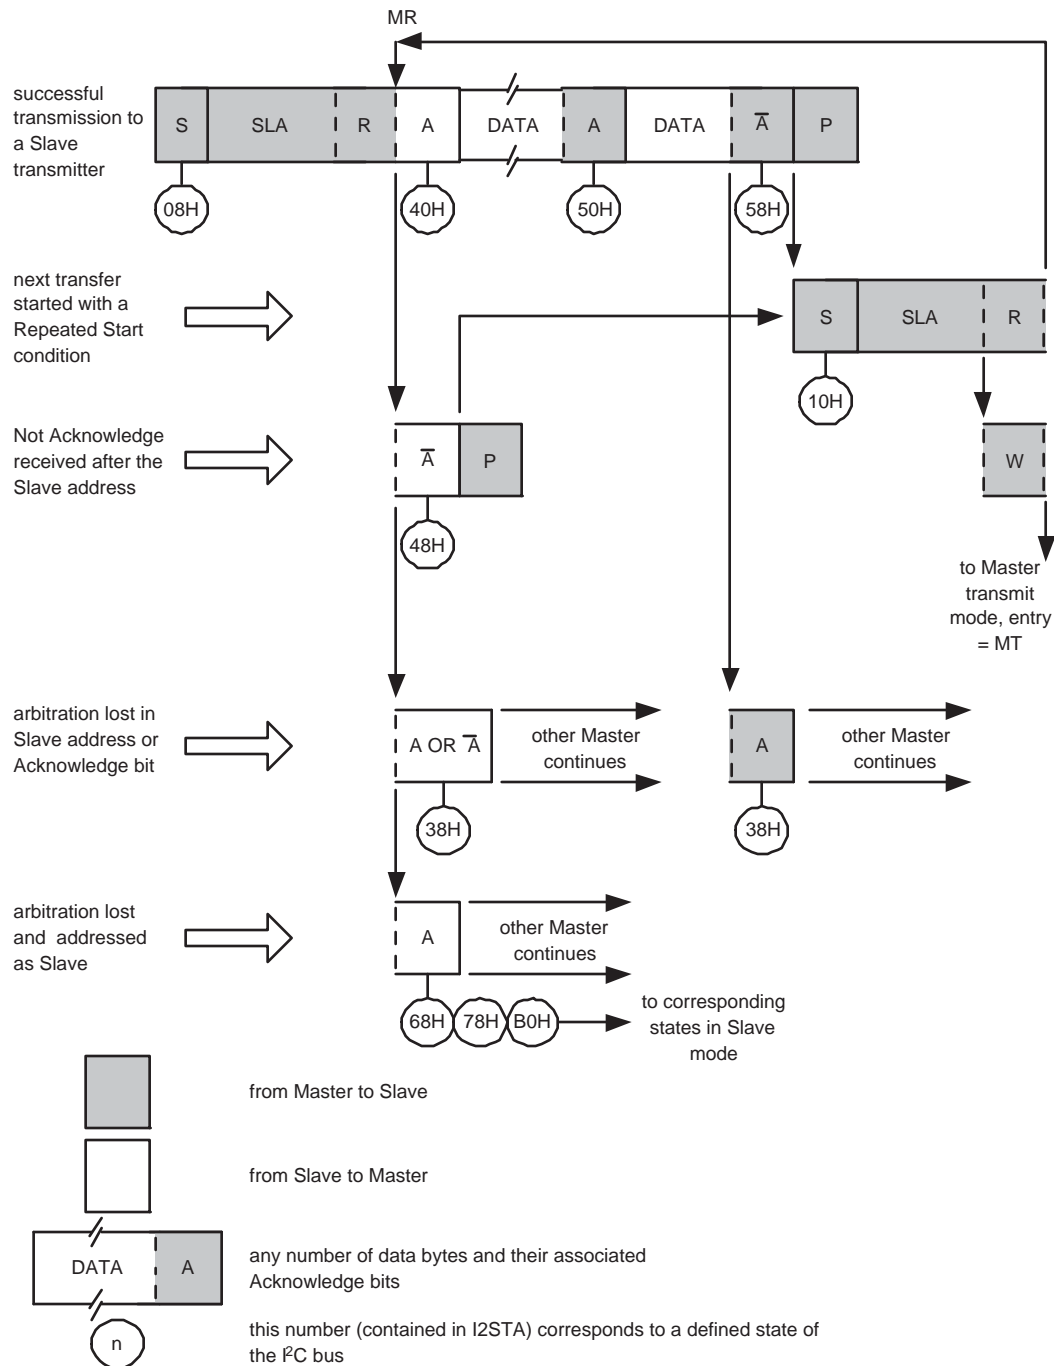 MR
successful
transmission to
a Slave
transmitter
S SLA R A DATA A DATA A̅ P
08H 40H 50H 58H
next transfer
started with a
Repeated Start
condition
S SLA R
10H
Not Acknowledge
received after the
Slave address
A̅ P
W
48H
to Master
transmit
mode, entry
= MT
arbitration lost in
Slave address or
Acknowledge bit
A OR A̅
other Master
continues
A
other Master
continues
38H 38H
arbitration lost
and addressed
as Slave
A
other Master
continues
68H 78H B0H
to corresponding
states in Slave
mode
from Master to Slave
from Slave to Master
DATA A
any number of data bytes and their associated
Acknowledge bits
n
this number (contained in I2STA) corresponds to a defined state of
the I²C bus